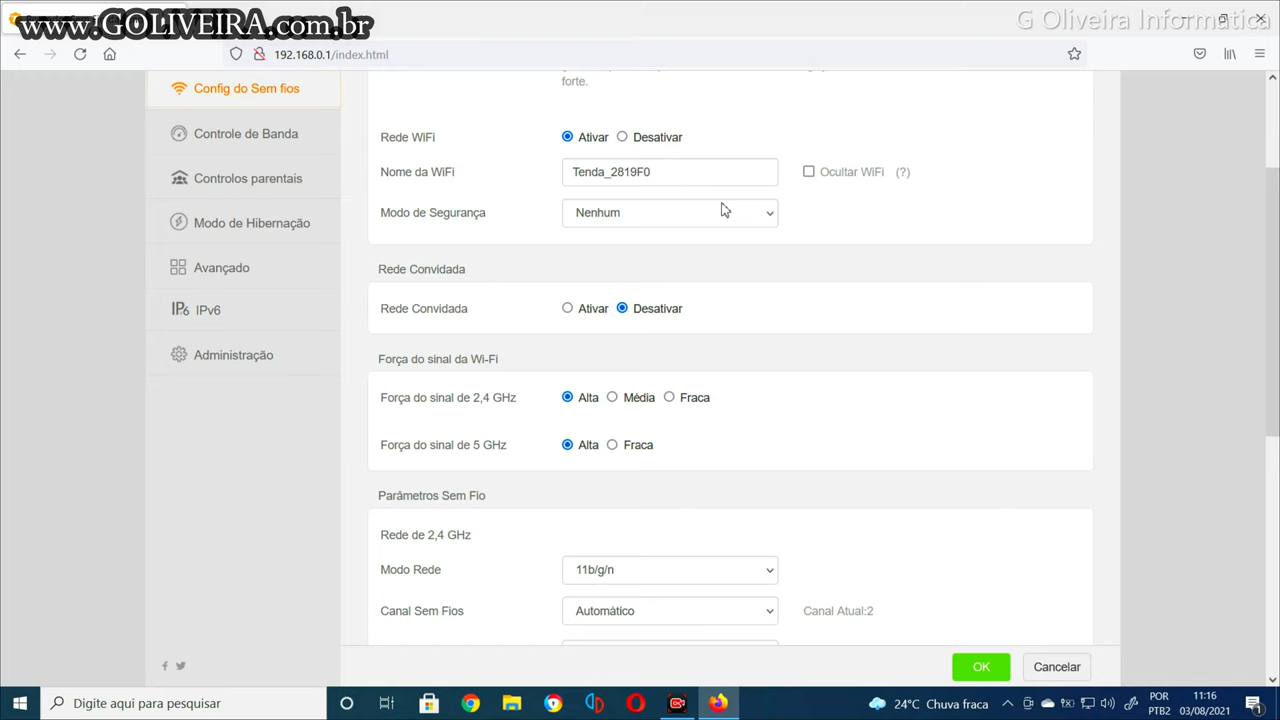 www.GOLIVEIRA.com.br
G Oliveira Informática
192.168.0.1/index.html
Config do Sem fios
Controle de Banda
Controlos parentais
Modo de Hibernação
Avançado
IPv6
IPv6
Administração
forte.
Rede WiFi
Ativar
Desativar
Nome da WiFi
Tenda_2819F0
Ocultar WiFi (?)
Modo de Segurança
Nenhum
Rede Convidada
Rede Convidada
Ativar
Desativar
Força do sinal da Wi-Fi
Força do sinal de 2,4 GHz
Alta
Média
Fraca
Força do sinal de 5 GHz
Alta
Fraca
Parâmetros Sem Fio
Rede de 2,4 GHz
Modo Rede
11b/g/n
Canal Sem Fios
Automático
Canal Atual:2
OK
Cancelar
Digite aqui para pesquisar
24°C Chuva fraca
POR
PTB2
11:16
03/08/2021
1